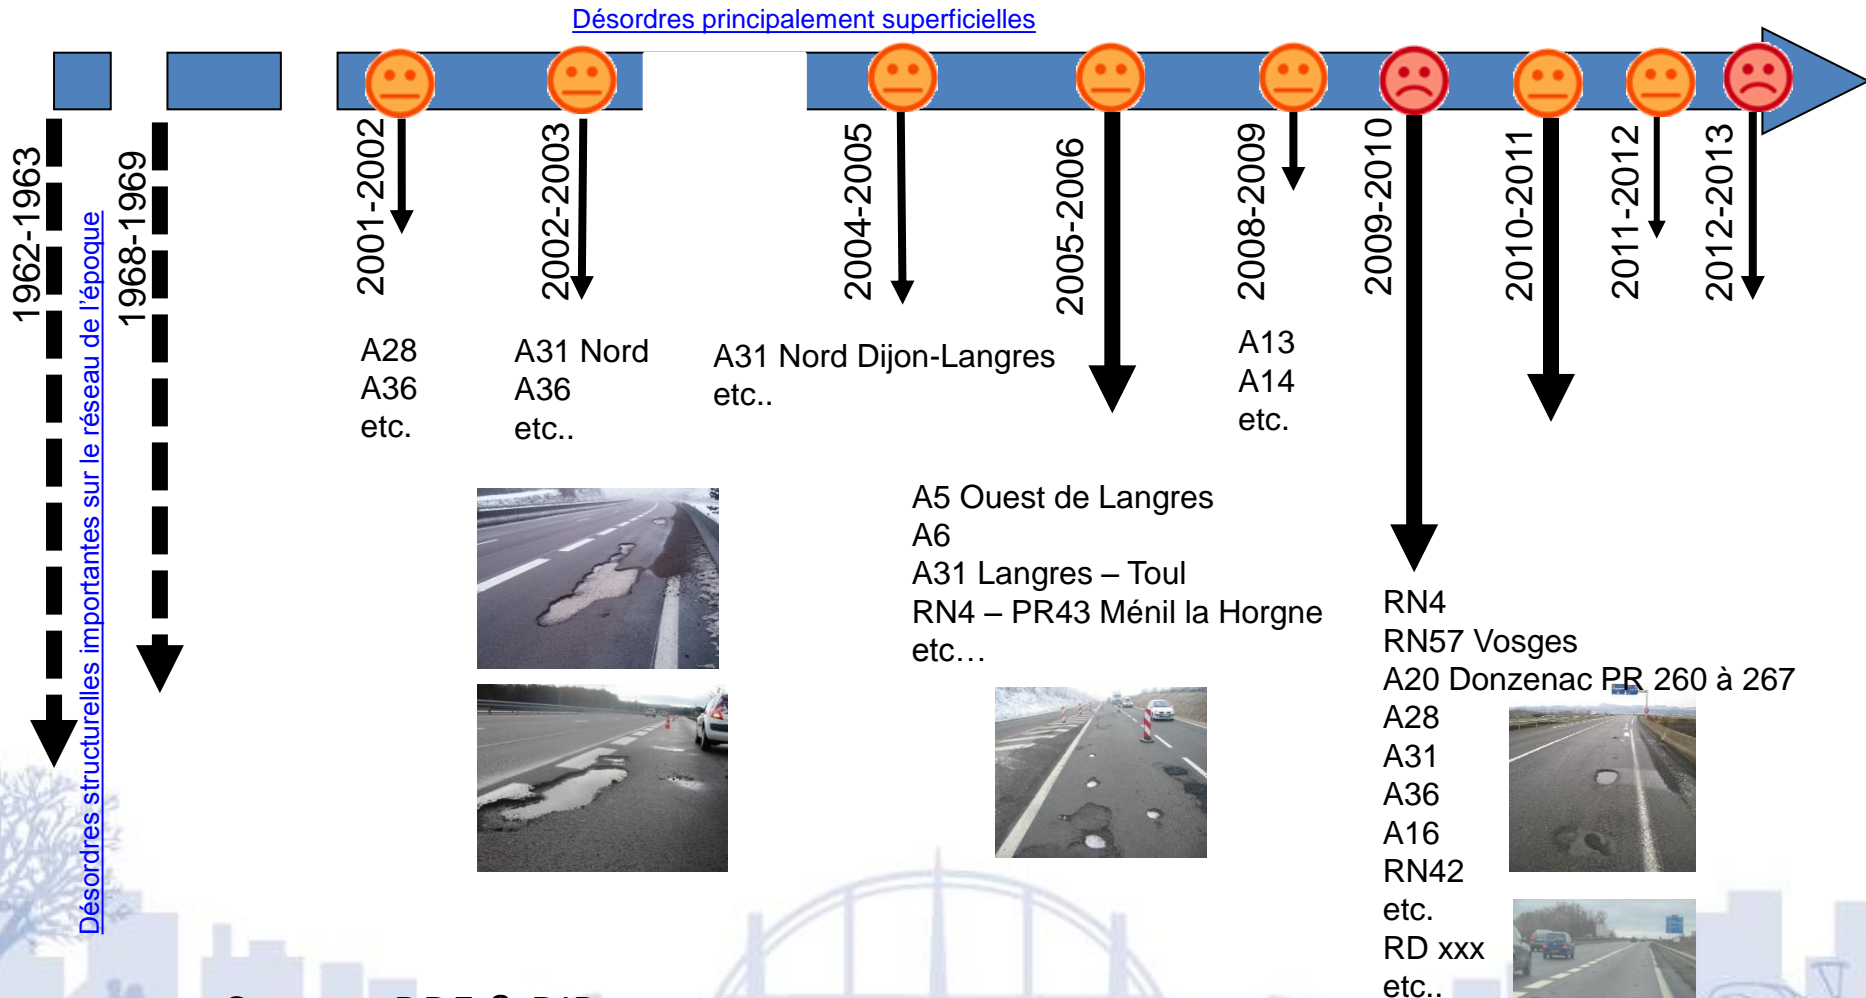 Désordres principalement superficielles
1962-1963
Désordres structurelles importantes sur le réseau de l'époque
1968-1969
2001-2002
2002-2003
2004-2005
2005-2006
2008-2009
2009-2010
2010-2011
2011-2012
2012-2013
A28
A36
etc.
A31 Nord
A36
etc..
A31 Nord Dijon-Langres
etc..
A13
A14
etc.
A5 Ouest de Langres
A6
A31 Langres – Toul
RN4 – PR43 Ménil la Horgne
etc…
RN4
RN57 Vosges
A20 Donzenac PR 260 à 267
A28
A31
A36
A16
RN42
etc.
RD xxx
etc..